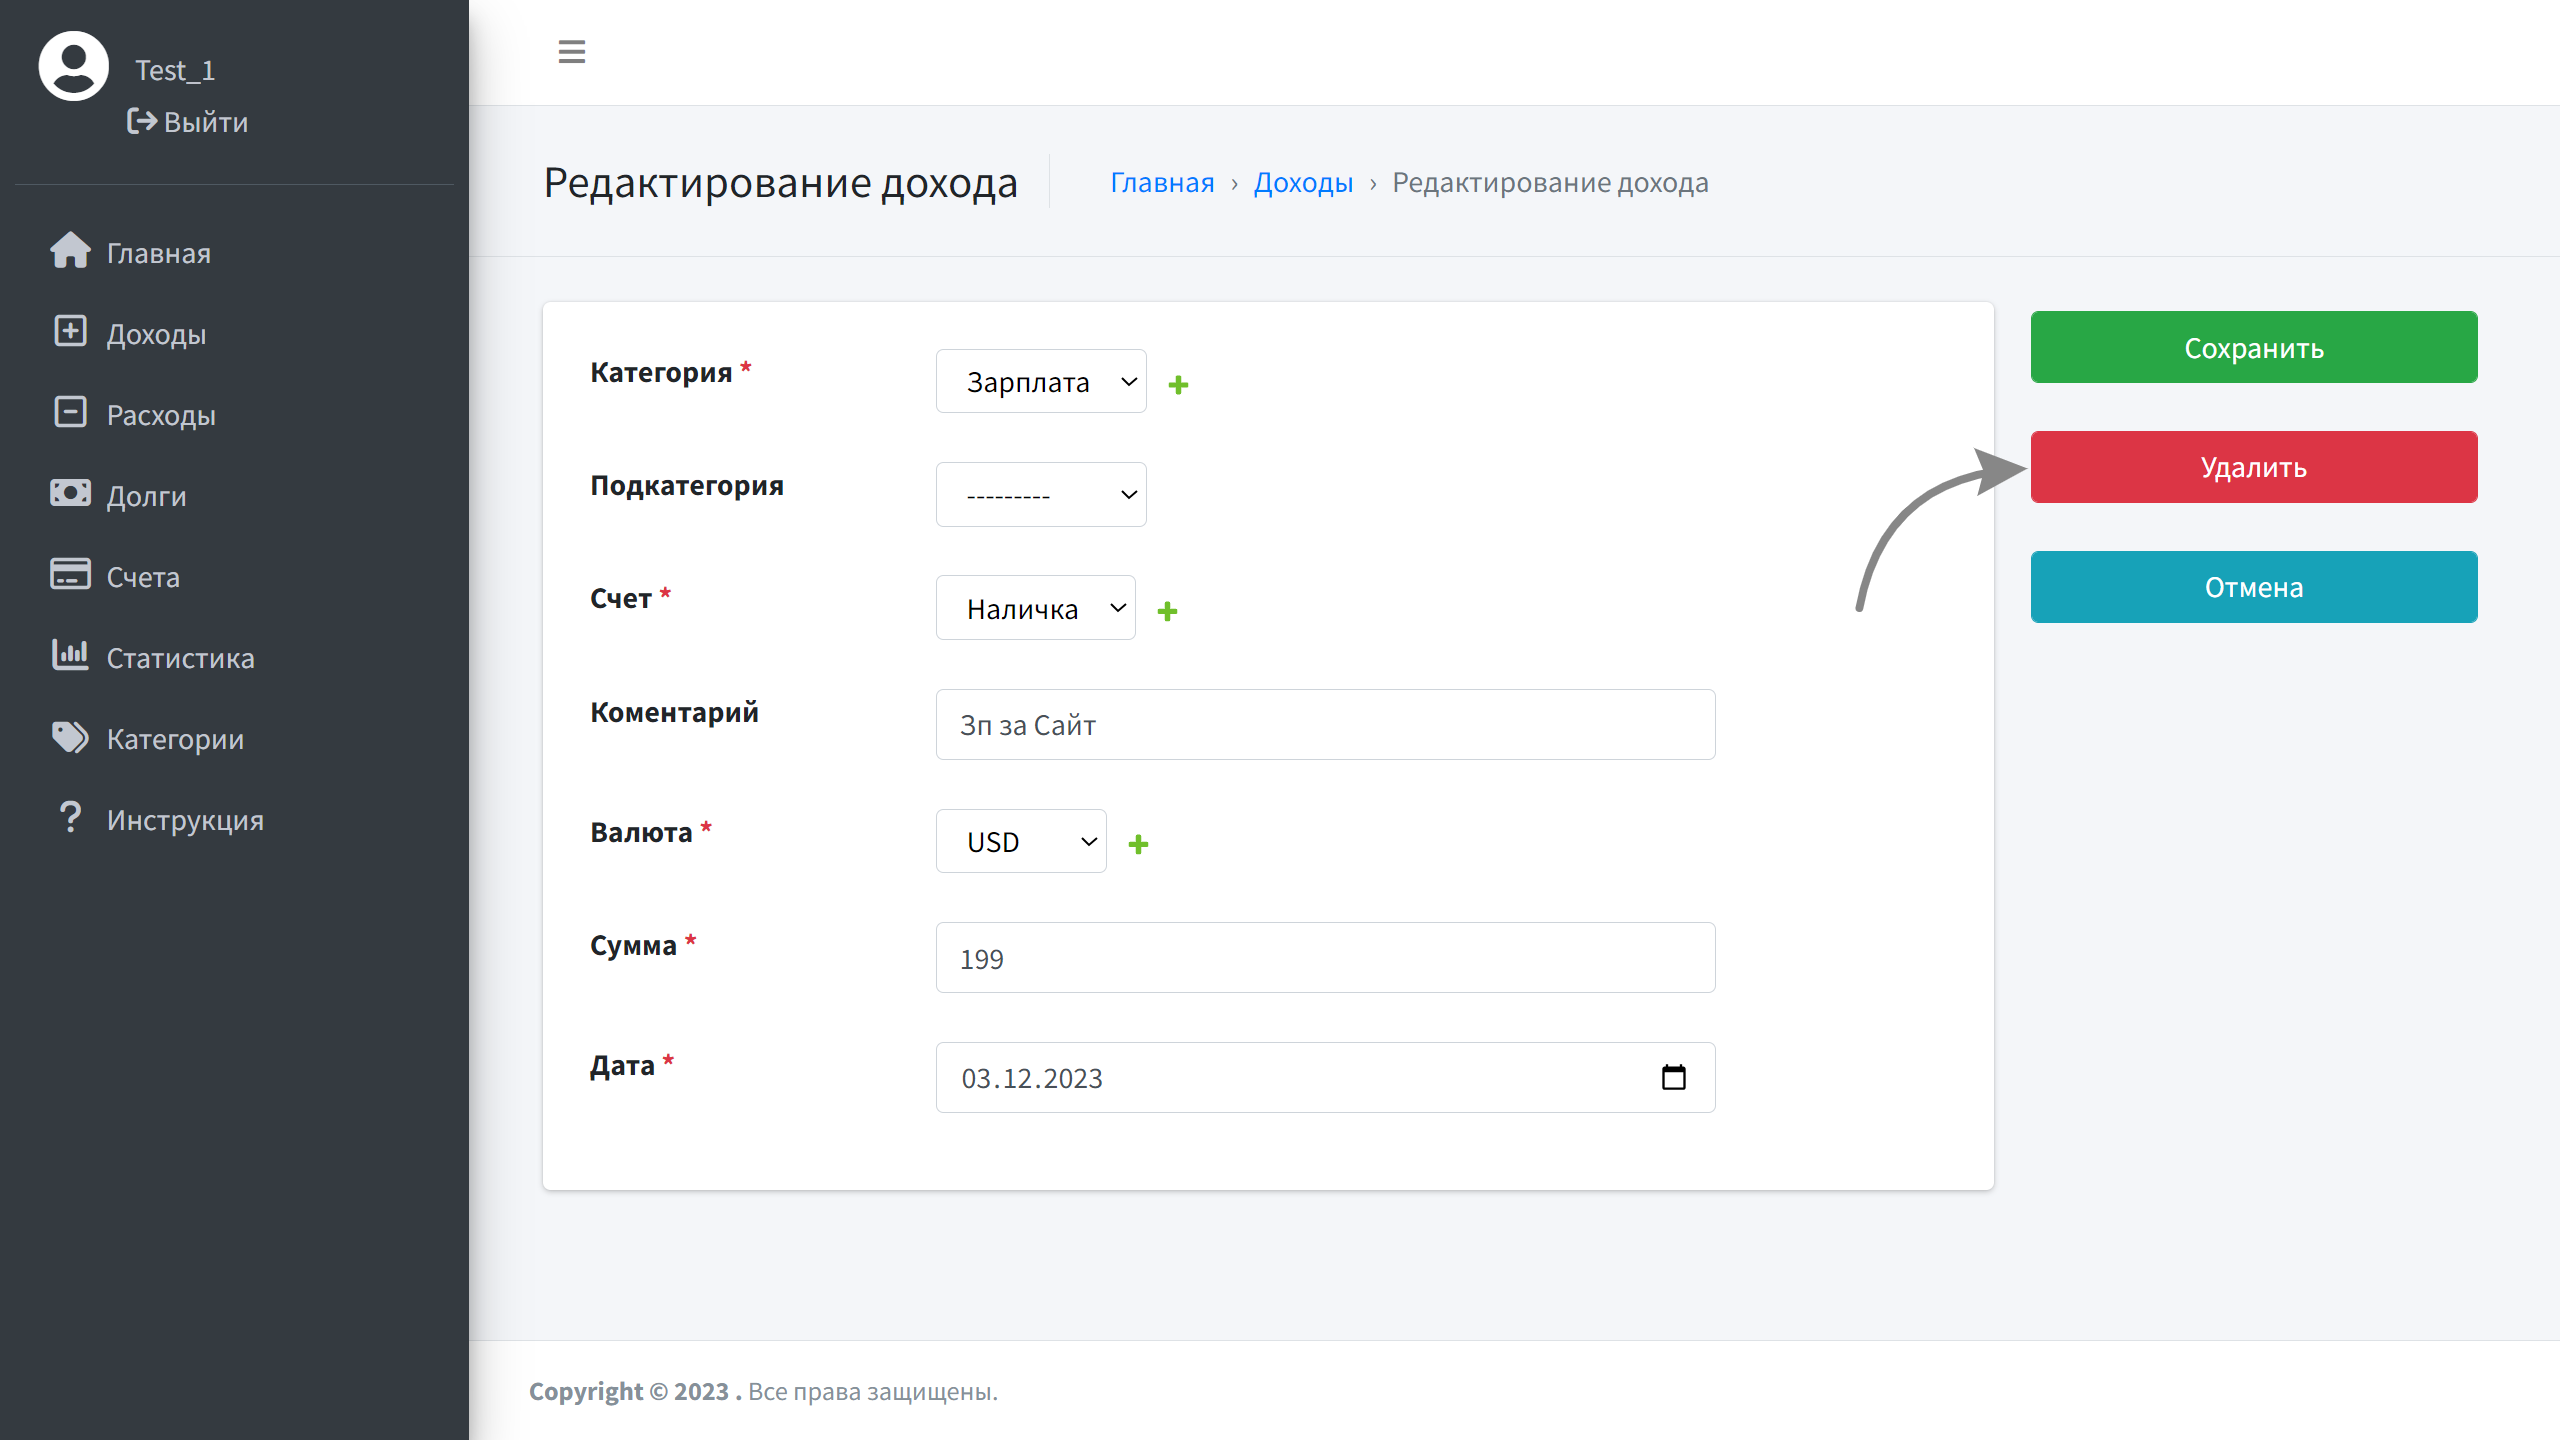 Test_1
Выйти
Главная
Доходы
Расходы
Долги
Счета
Статистика
Категории
Инструкция
Редактирование дохода
Главная › Доходы › Редактирование дохода
Категория * Зарплата
Подкатегория ---------
Счет * Наличка
Коментарий Зп за Сайт
Валюта * USD
Сумма * 199
Дата * 03.12.2023
Сохранить
Удалить
Отмена
Copyright © 2023 . Все права защищены.